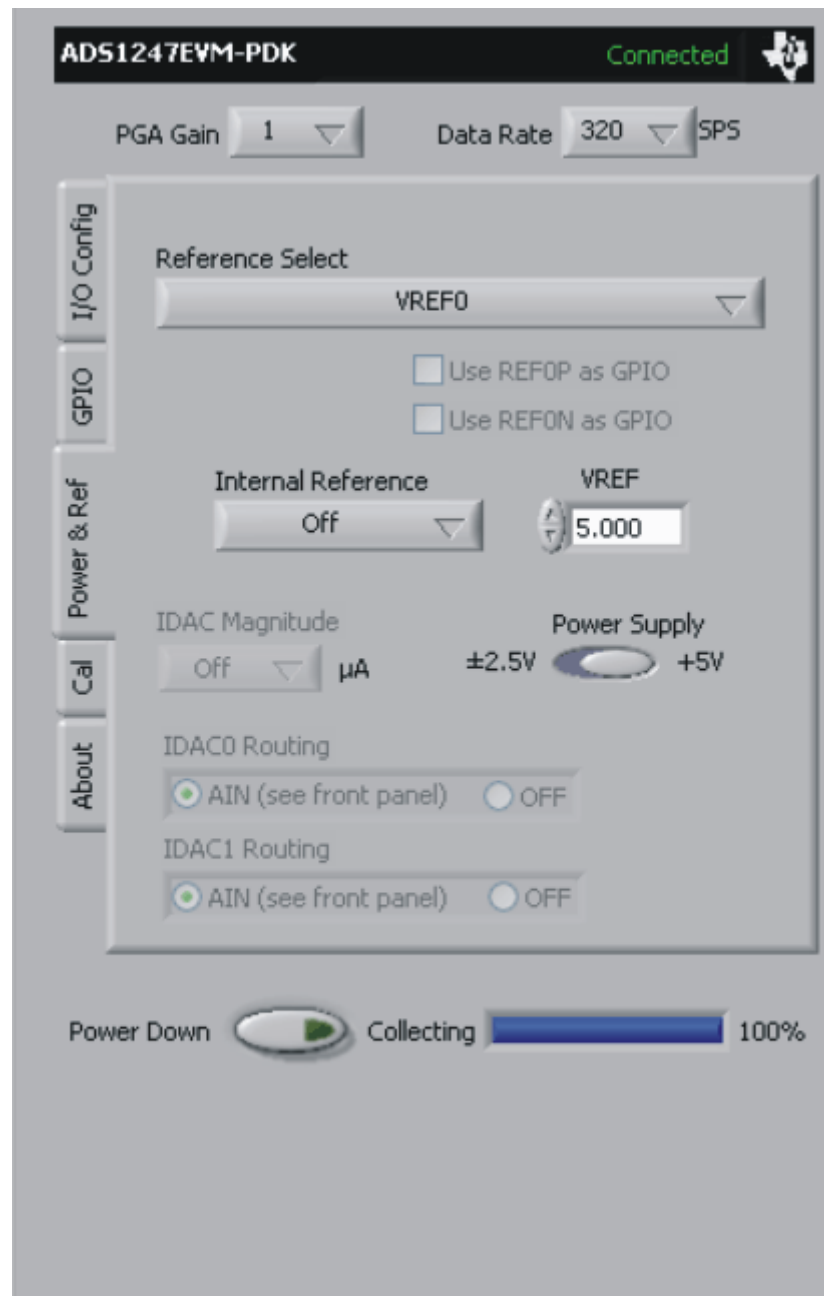 ADS1247EVM-PDK Connected
PGA Gain 1 Data Rate 320 SPS
I/O Config
GPIO
Power & Ref
Cal
About
Reference Select
VREF0
Use REF0P as GPIO
Use REF0N as GPIO
Internal Reference VREF
Off 5.000
IDAC Magnitude Power Supply
Off µA ±2.5V +5V
IDAC0 Routing
AIN (see front panel) OFF
IDAC1 Routing
AIN (see front panel) OFF
Power Down Collecting 100%